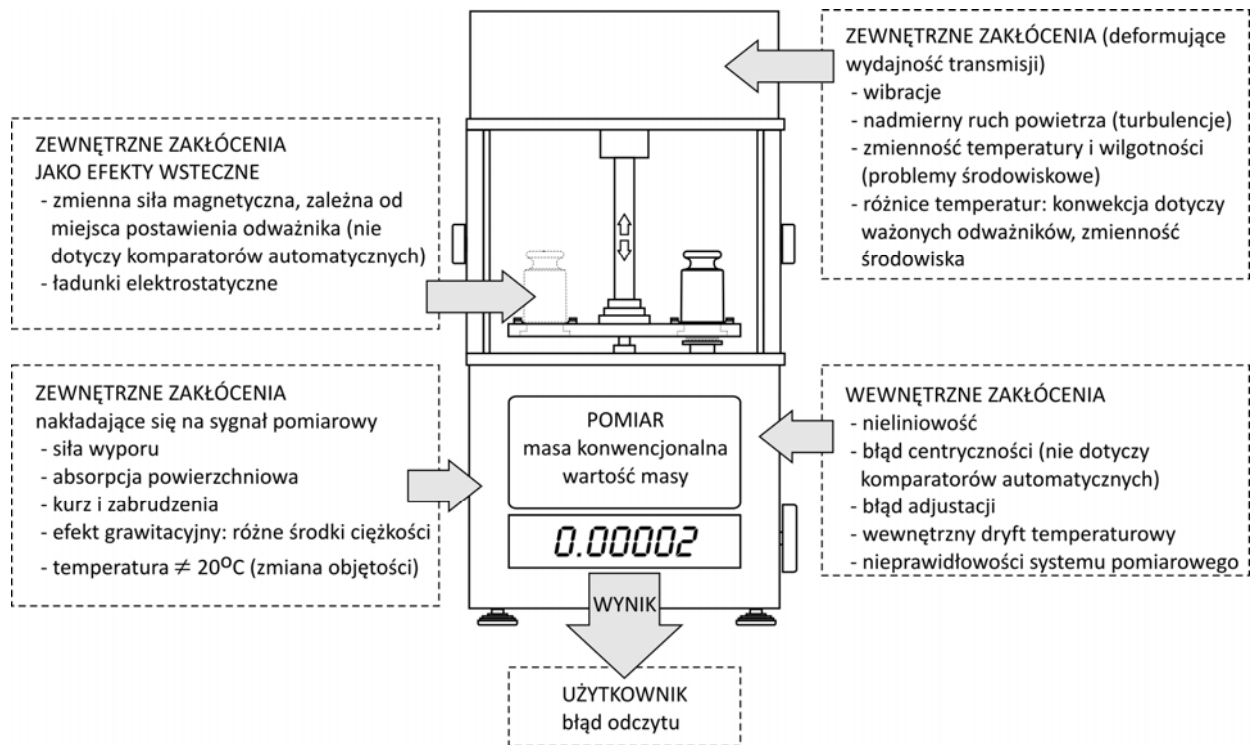 ZEWNĘTRZNE ZAKŁÓCENIA
JAKO EFEKTY WSTECZNE
- zmienna siła magnetyczna, zależna od
miejsca postawienia odważnika (nie
dotyczy komparatorów automatycznych)
- ładunki elektrostatyczne
ZEWNĘTRZNE ZAKŁÓCENIA (deformujące
wydajność transmisji)
- wibracje
- nadmierny ruch powietrza (turbulencje)
- zmienność temperatury i wilgotności
(problemy środowiskowe)
- różnice temperatur: konwekcja dotyczy
ważonych odważników, zmienność
środowiska
ZEWNĘTRZNE ZAKŁÓCENIA
nakładające się na sygnał pomiarowy
- siła wyporu
- absorpcja powierzchniowa
- kurz i zabrudzenia
- efekt grawitacyjny: różne środki ciężkości
- temperatura ≠ 20°C (zmiana objętości)
POMIAR
masa konwencjonalna
wartość masy
0.00002
WEWNĘTRZNE ZAKŁÓCENIA
- nieliniowość
- błąd centryczności (nie dotyczy
komparatorów automatycznych)
- błąd adjustacji
- wewnętrzny dryft temperaturowy
- nieprawidłowości systemu pomiarowego
WYNIK
UŻYTKOWNIK
błąd odczytu